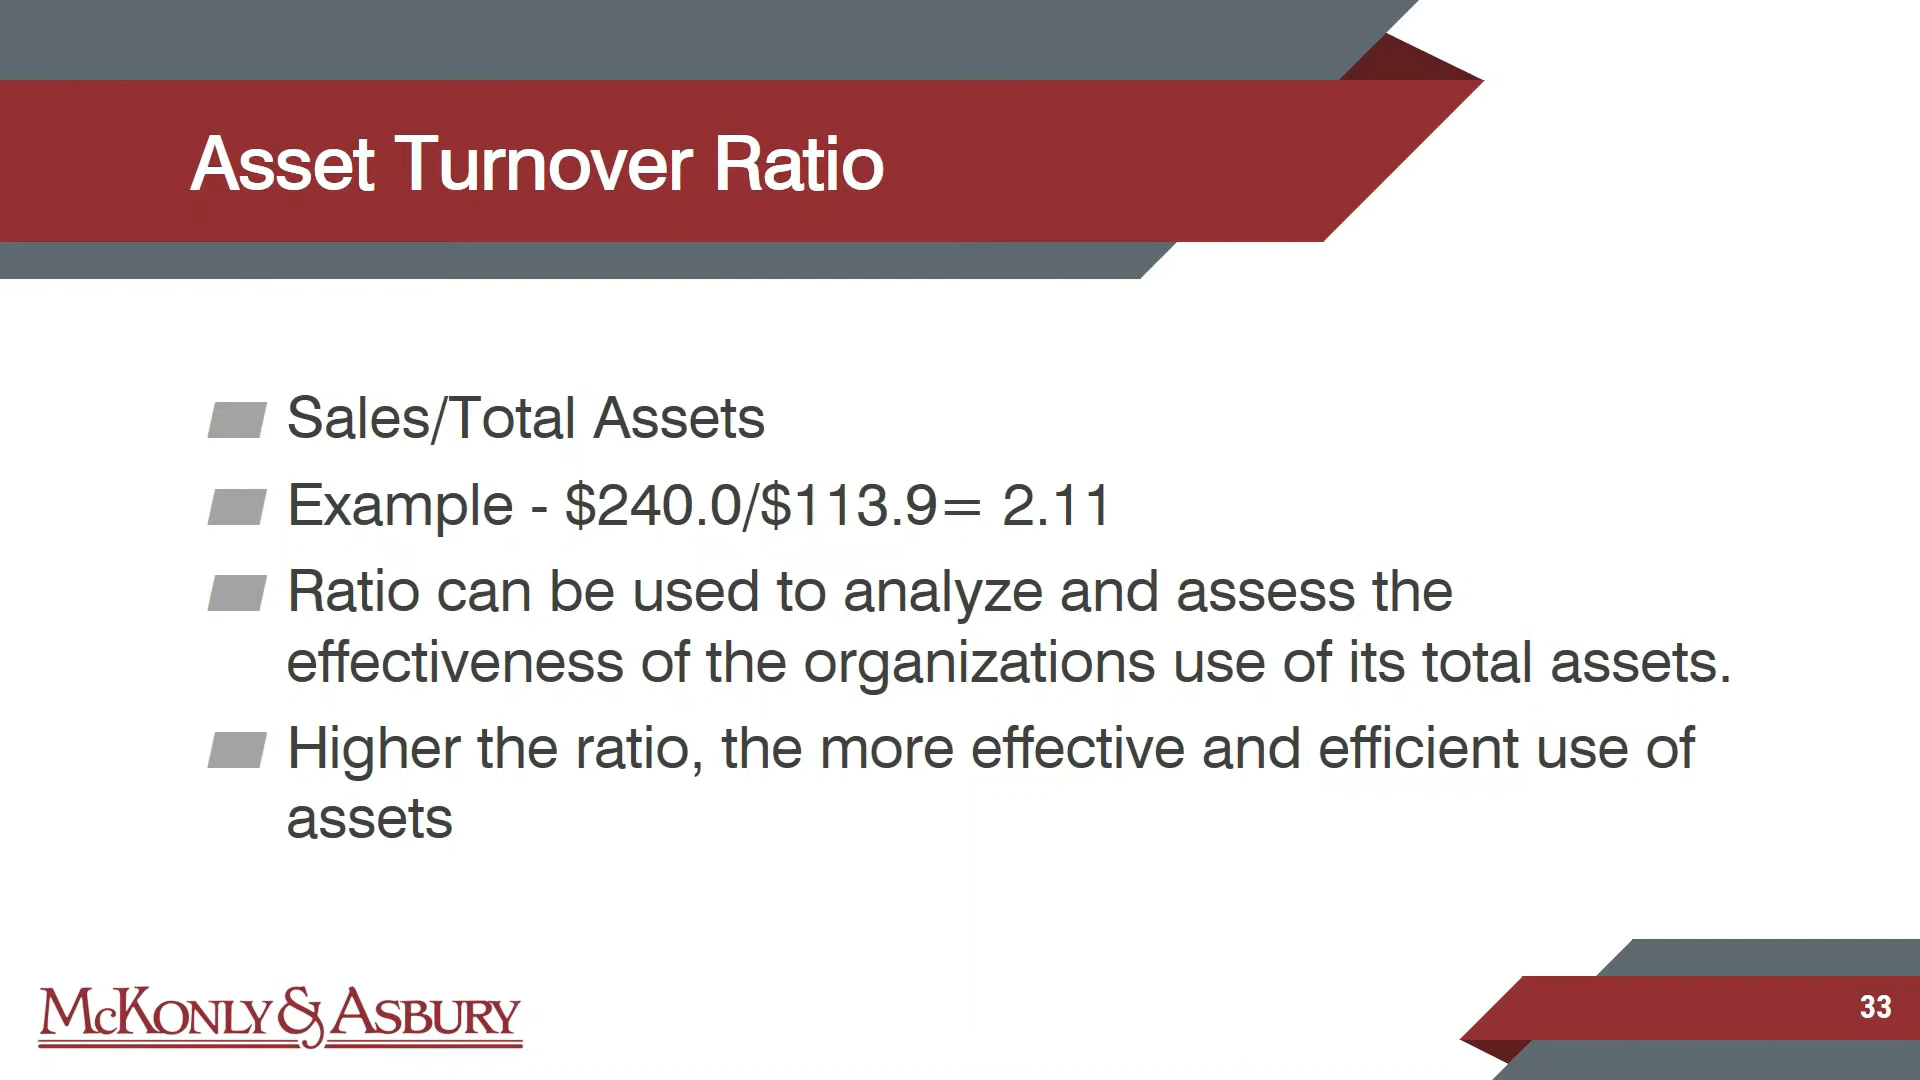 Asset Turnover Ratio
Sales/Total Assets
Example - $240.0/$113.9= 2.11
Ratio can be used to analyze and assess the
effectiveness of the organizations use of its total assets.
Higher the ratio, the more effective and efficient use of
assets
McKonly & Asbury
33